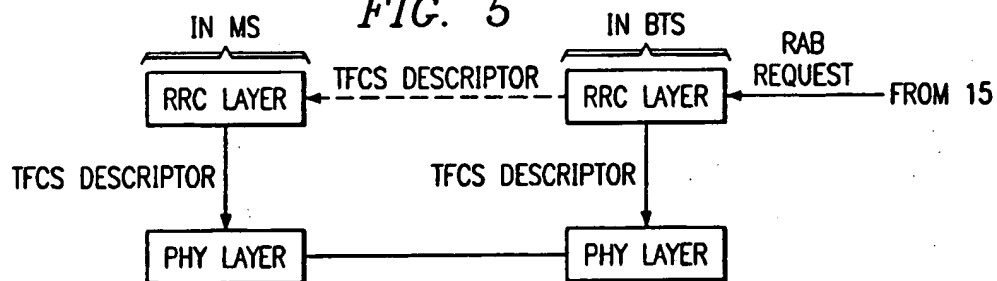 FIG. 5
IN MS
IN BTS
RAB
REQUEST
RRC LAYER
TFCS DESCRIPTOR
RRC LAYER
FROM 15
TFCS DESCRIPTOR
TFCS DESCRIPTOR
PHY LAYER
PHY LAYER